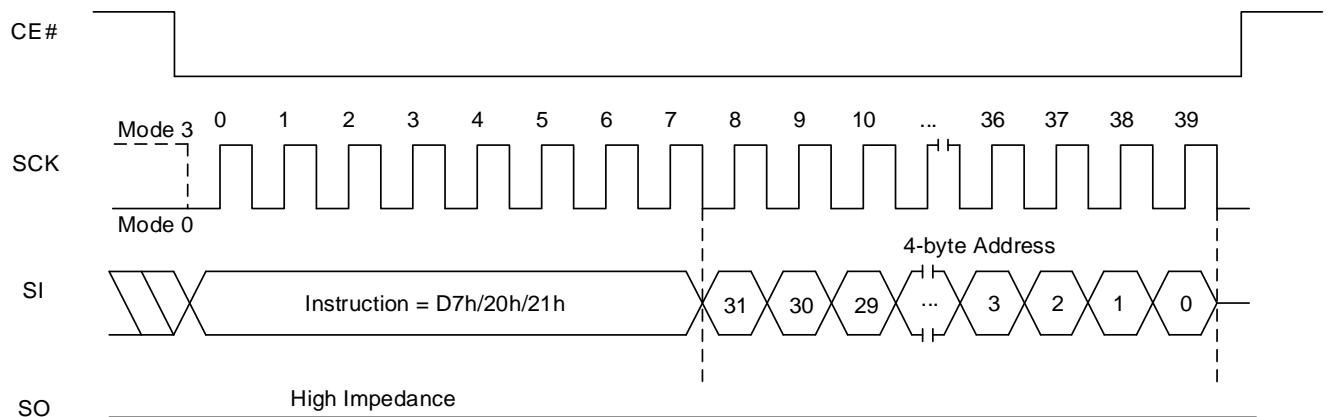 CE#
0 1 2 3 4 5 6 7 8 9 10 ... 36 37 38 39
Mode 3
SCK
Mode 0
4-byte Address
SI
Instruction = D7h/20h/21h 31 30 29 ... 3 2 1 0
High Impedance
SO